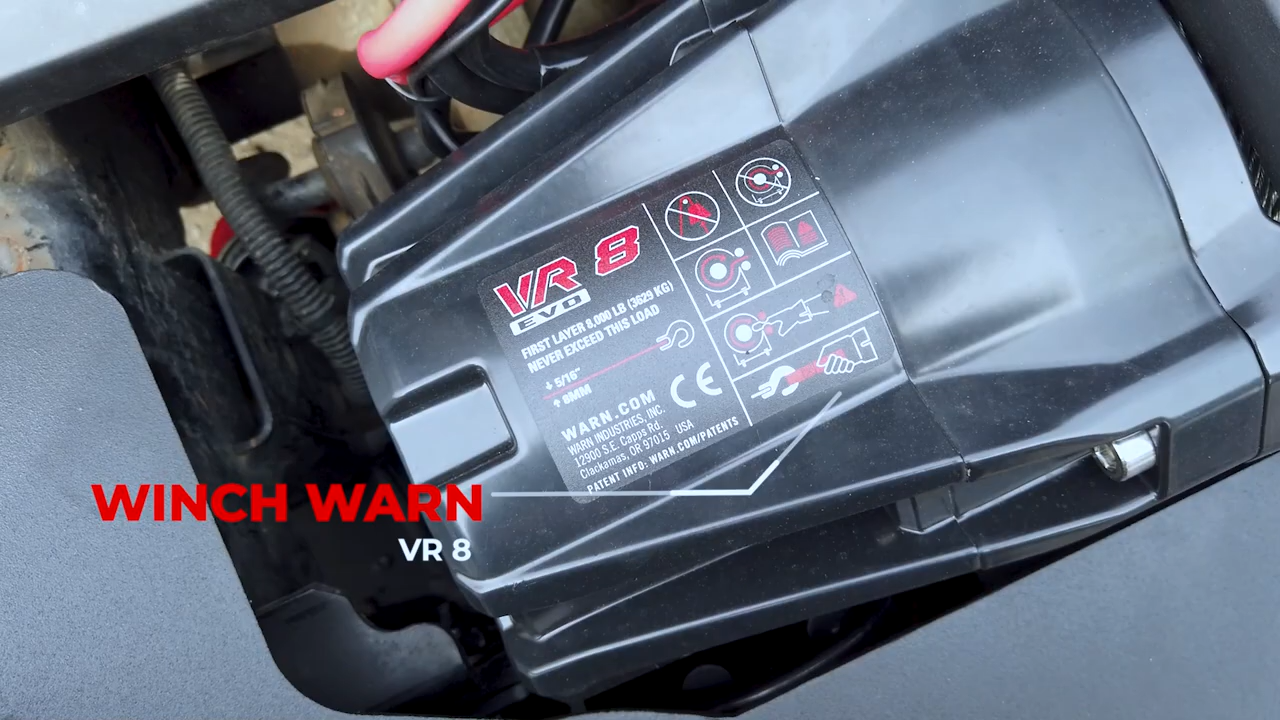 VR 8
EVO
FIRST LAYER 8,000 LB (3629 KG)
NEVER EXCEED THIS LOAD
5/16"
8MM
WARN.COM
CE
WARN INDUSTRIES, INC.
12900 S.E. Capps Rd.
Clackamas, OR 97015 USA
PATENT INFO: WARN.COM/PATENTS
WINCH WARN
VR 8